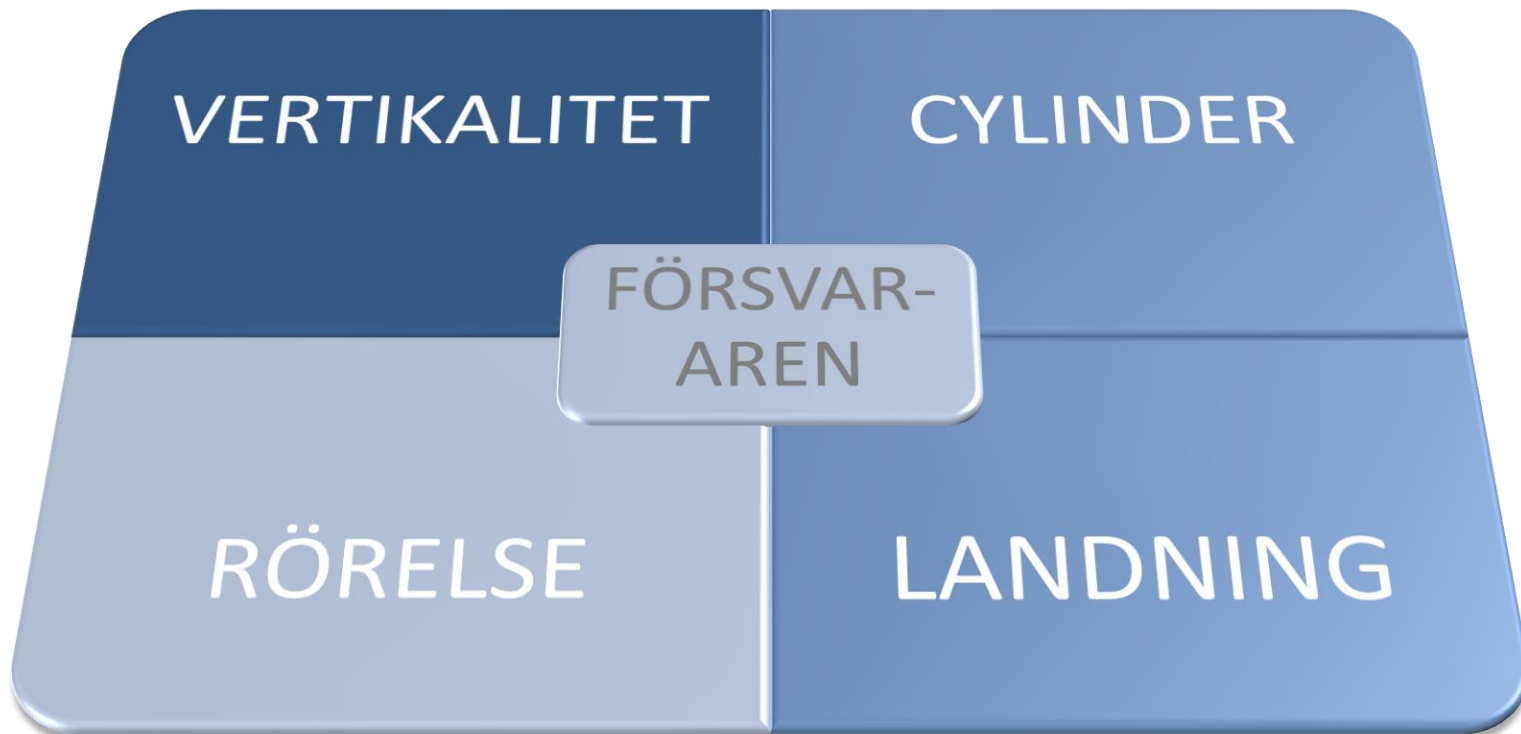 VERTIKALITET
CYLINDER
FÖRSVAR-
AREN
RÖRELSE
LANDNING